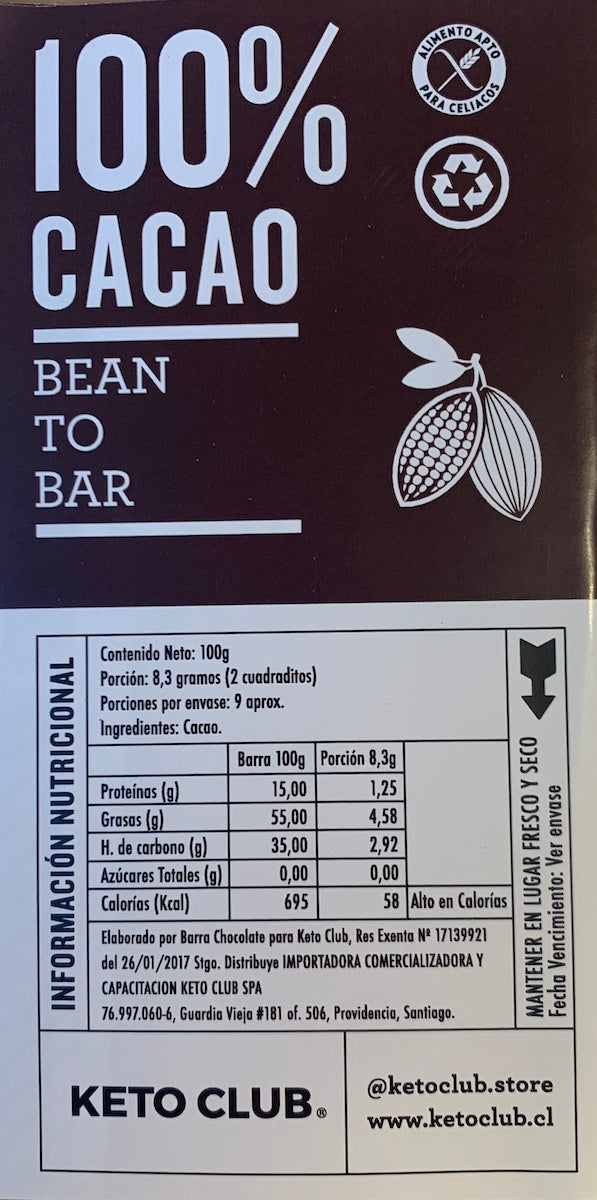 100%
CACAO
BEAN
TO
BAR
ALIMENTO APTO
PARA CELIACOS
INFORMACIÓN NUTRICIONAL
Contenido Neto: 100g
Porción: 8,3 gramos (2 cuadraditos)
Porciones por envase: 9 aprox.
Ingredientes: Cacao.
Barra 100g Porción 8,3g
Proteínas (g) 15,00 1,25
Grasas (g) 55,00 4,58
H. de carbono (g) 35,00 2,92
Azúcares Totales (g) 0,00 0,00
Calorías (Kcal) 695 58 Alto en Calorías
Elaborado por Barra Chocolate para Keto Club, Res Exenta Nº 17139921
del 26/01/2017 Stgo. Distribuye IMPORTADORA COMERCIALIZADORA Y
CAPACITACION KETO CLUB SPA
76.997.060-6, Guardia Vieja #181 of. 506, Providencia, Santiago.
MANTENER EN LUGAR FRESCO Y SECO
Fecha Vencimiento: Ver envase
KETO CLUB®
@ketoclub.store
www.ketoclub.cl